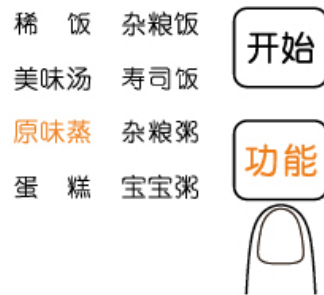 稀 饭 杂粮饭
美味汤 寿司饭
原味蒸 杂粮粥
蛋 糕 宝宝粥
开始
功能